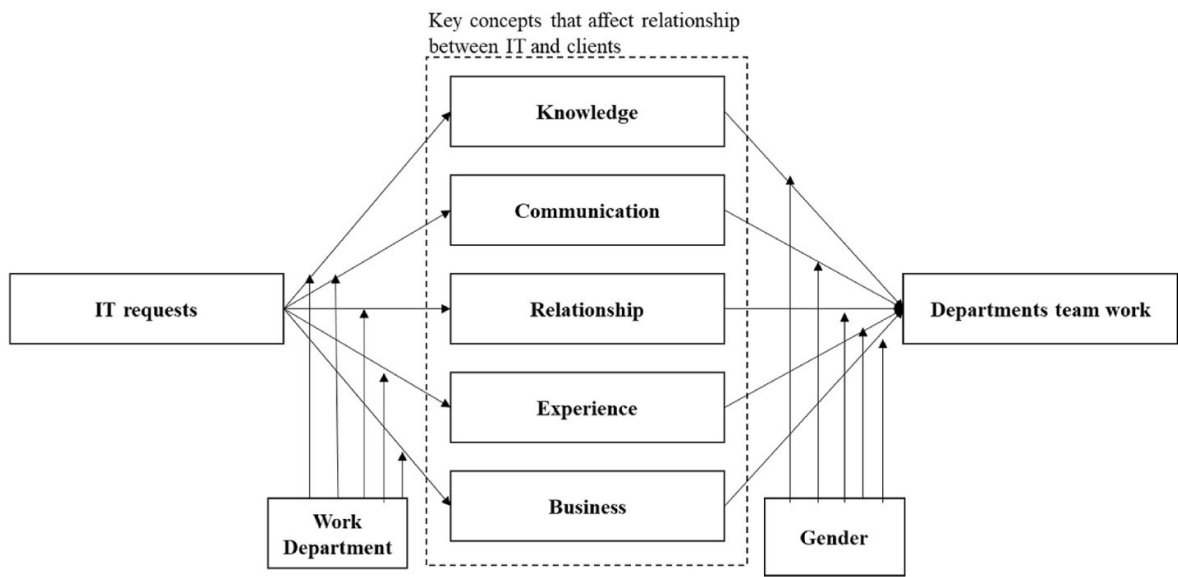 Key concepts that affect relationship
between IT and clients
Knowledge
Communication
IT requests
Relationship
Departments team work
Experience
Business
Work
Department
Gender